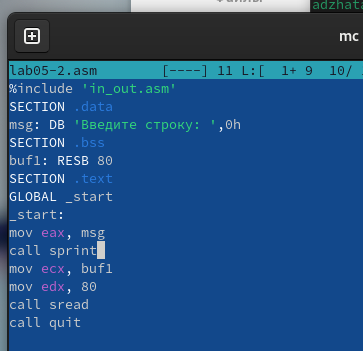 adzhata
mc
lab05-2.asm [----] 11 L:[ 1+ 9 10/
%include 'in_out.asm'
SECTION .data
msg: DB 'Введите строку: ',0h
SECTION .bss
buf1: RESB 80
SECTION .text
GLOBAL _start
_start:
mov eax, msg
call sprint
mov ecx, buf1
mov edx, 80
call sread
call quit